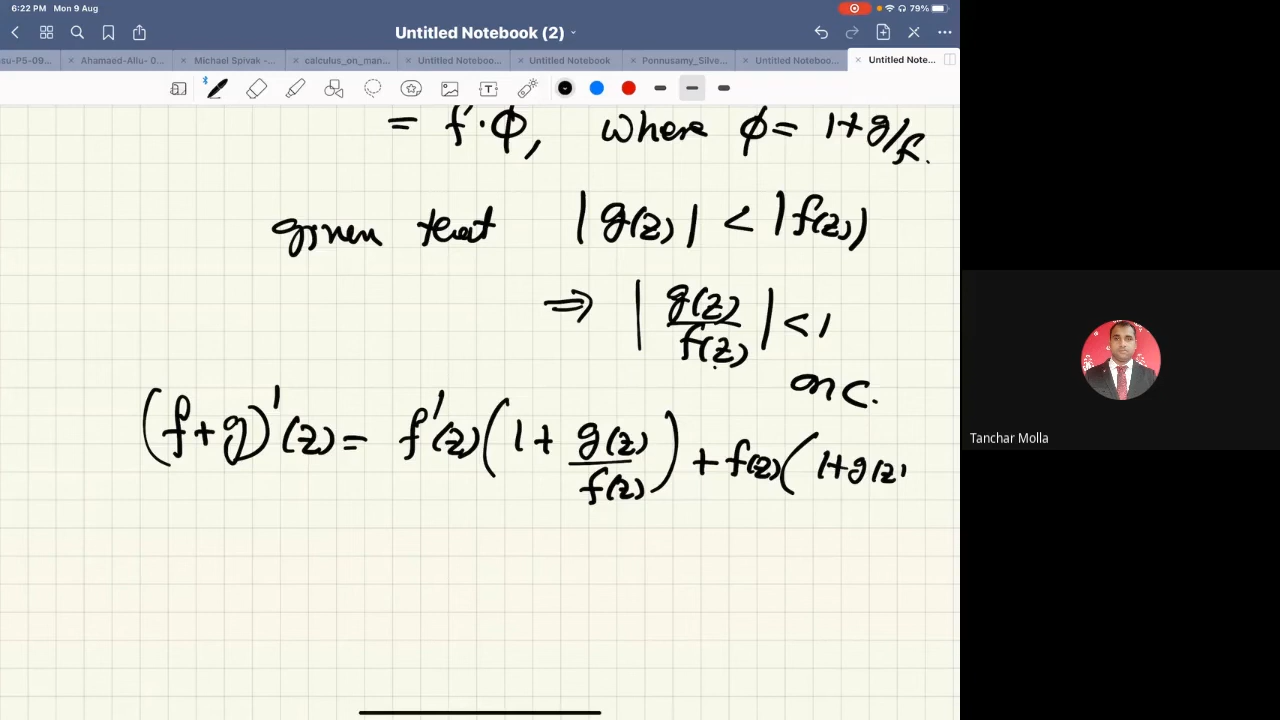 6:22 PM Mon 9 Aug
79%
Untitled Notebook (2)
su-P5-09... Ahamaed-Allu- 0... Michael Spivak -... calculus_on_man... Untitled Noteboo... Untitled Notebook Ponnusamy_Silve... Untitled Noteboo... Untitled Note...
= f·ϕ, where ϕ = 1+g/f.
given that |g(z)| < |f(z)|
⇒ |g(z)/f(z)| < 1
on C.
(f+g)'(z) = f'(z)(1 + g(z)/f(z)) + f(z)(1+g(z)
Tanchar Molla